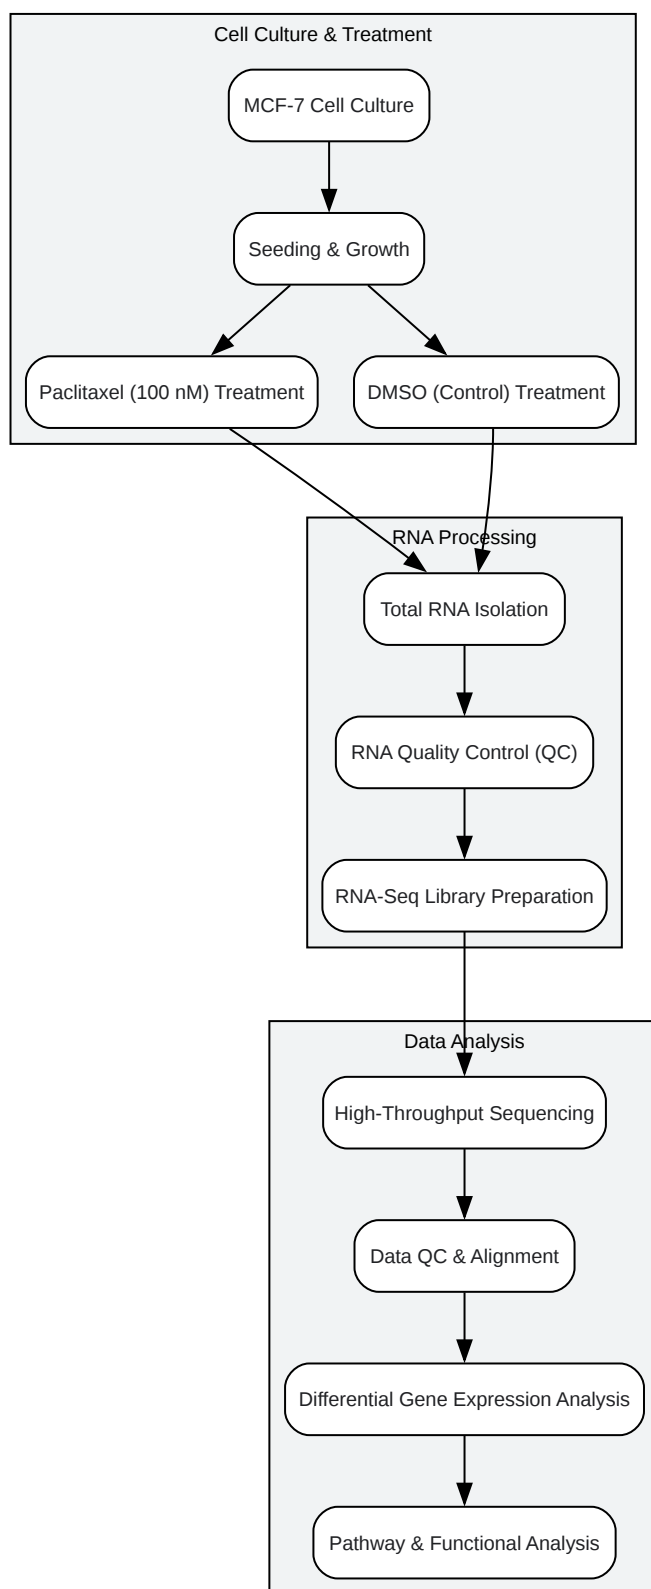 Cell Culture & Treatment
MCF-7 Cell Culture
Seeding & Growth
Paclitaxel (100 nM) Treatment
DMSO (Control) Treatment
RNA Processing
Total RNA Isolation
RNA Quality Control (QC)
RNA-Seq Library Preparation
Data Analysis
High-Throughput Sequencing
Data QC & Alignment
Differential Gene Expression Analysis
Pathway & Functional Analysis